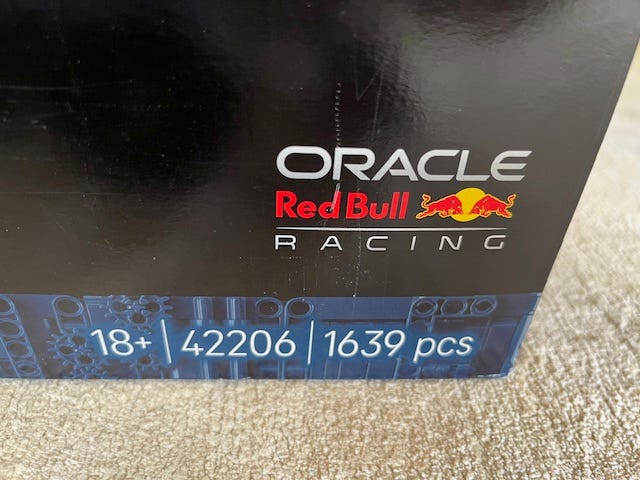 ORACLE
Red Bull
RACING
18+ | 42206 | 1639 pcs